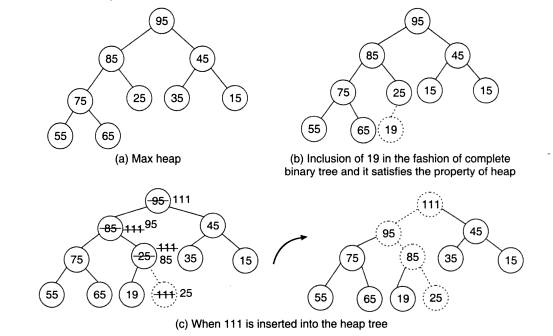 95
85 45
75 25 35 15
55 65
(a) Max heap
95
85 45
75 25 15 15
55 65 19
(b) Inclusion of 19 in the fashion of complete
binary tree and it satisfies the property of heap
95 111
85 111 95 45
75 25 111 85 35 15
55 65 19 111 25
111
95 45
75 85 35 15
55 65 19 25
(c) When 111 is inserted into the heap tree